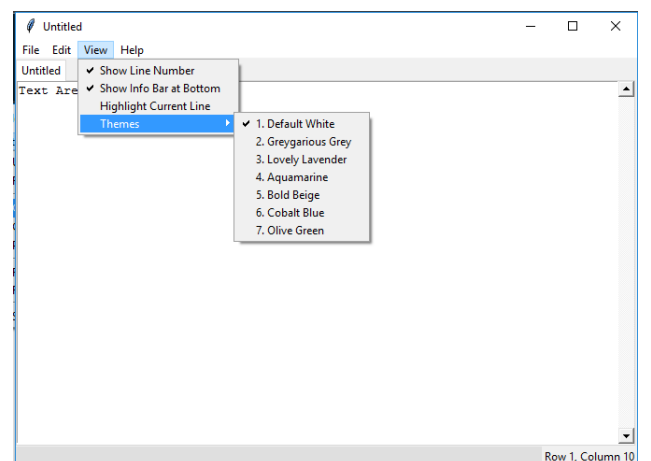 Untitled
File Edit View Help
Untitled
✓ Show Line Number
Text Are
✓ Show Info Bar at Bottom
Highlight Current Line
Themes
✓ 1. Default White
2. Greygarious Grey
3. Lovely Lavender
4. Aquamarine
5. Bold Beige
6. Cobalt Blue
7. Olive Green
Row 1, Column 10